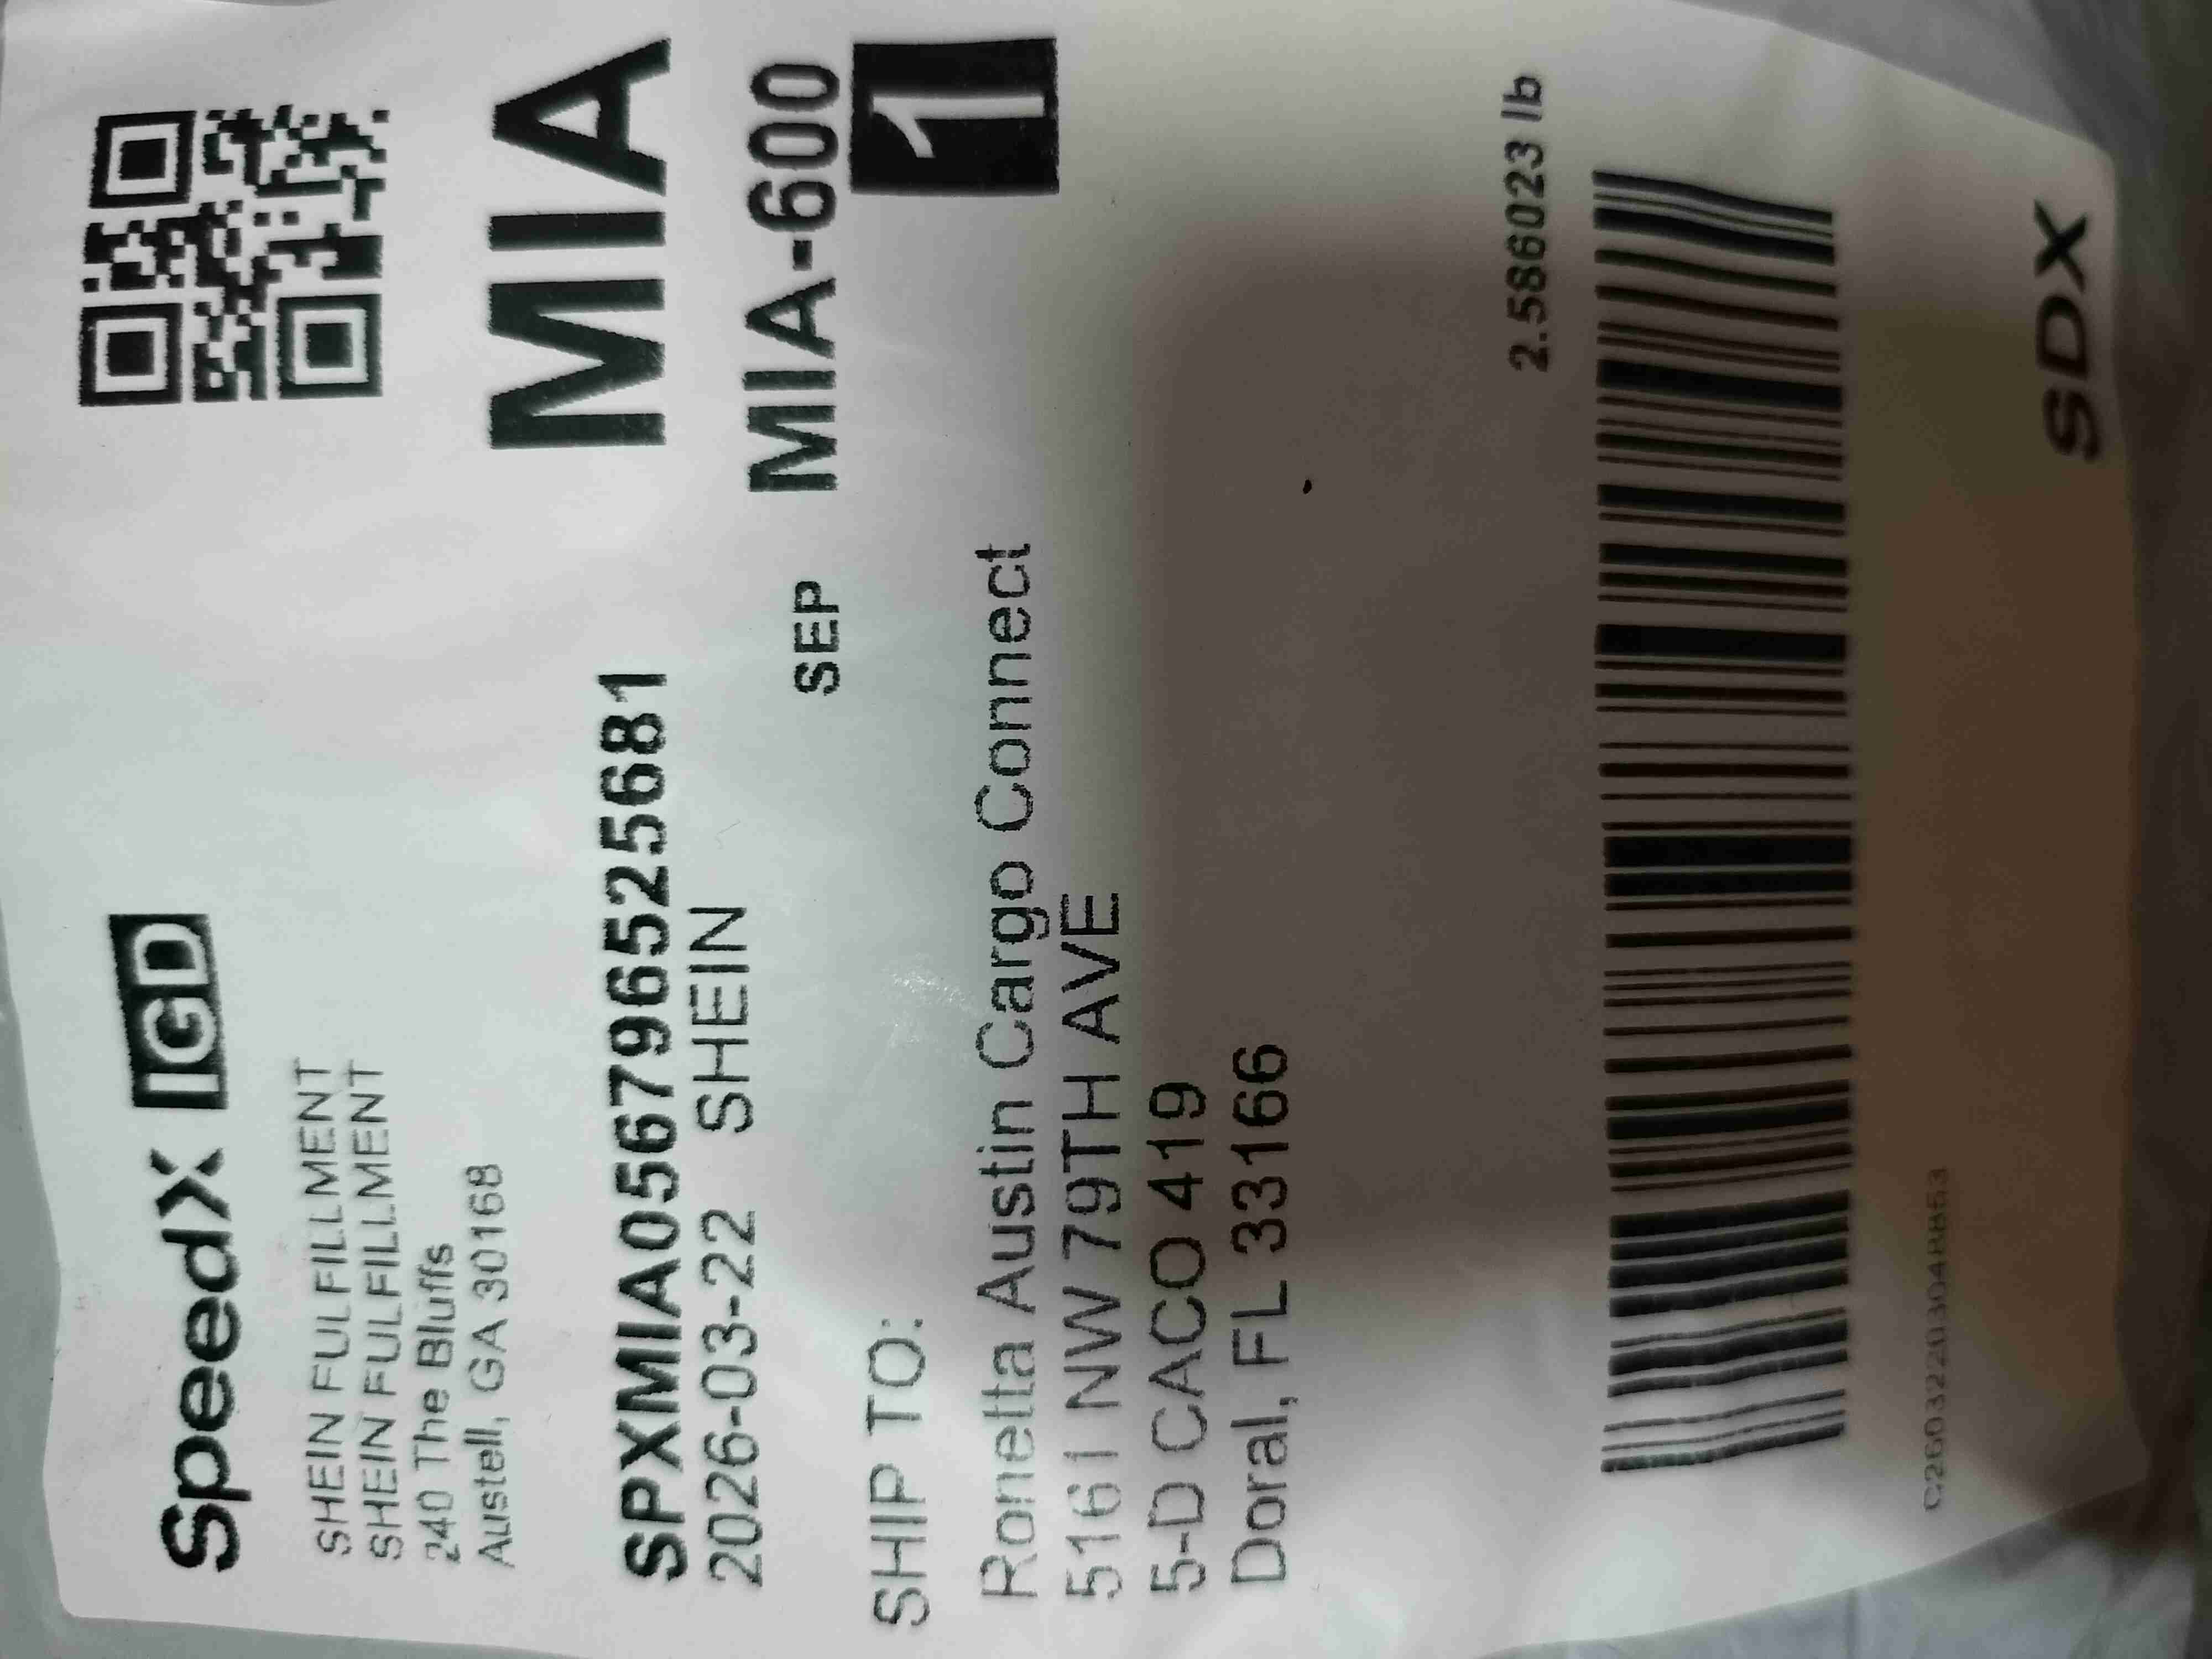 SpeedX IGD
SHEIN FULFILLMENT
SHEIN FULFILLMENT
240 The Bluffs
Austell, GA 30168
MIA
SPXMIA056796525681
2026-03-22 SHEIN
SEP MIA-600
1
SHIP TO:
Ronetta Austin Cargo Connect
5161 NW 79TH AVE
5-D CACO 419
Doral, FL 33166
2.586023 lb
SDX